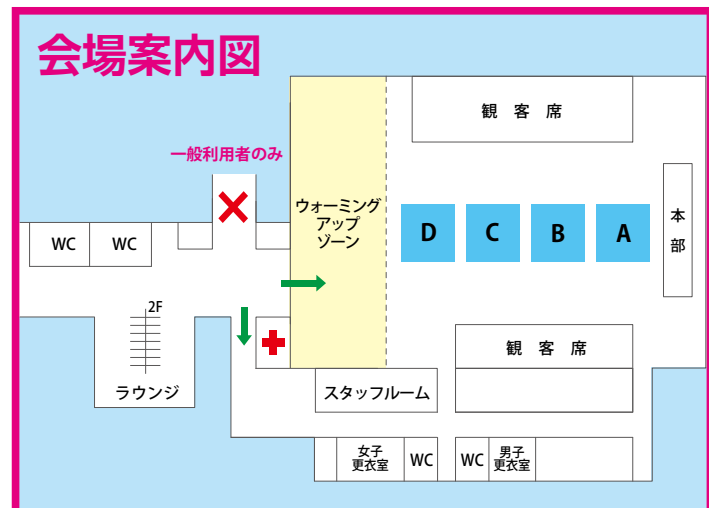 会場案内図
観 客 席
一般利用者のみ
ウォーミング
アップ
ゾーン
D
C
B
A
本
部
WC
WC
2F
ラウンジ
観 客 席
スタッフルーム
女子
更衣室
WC
WC
男子
更衣室